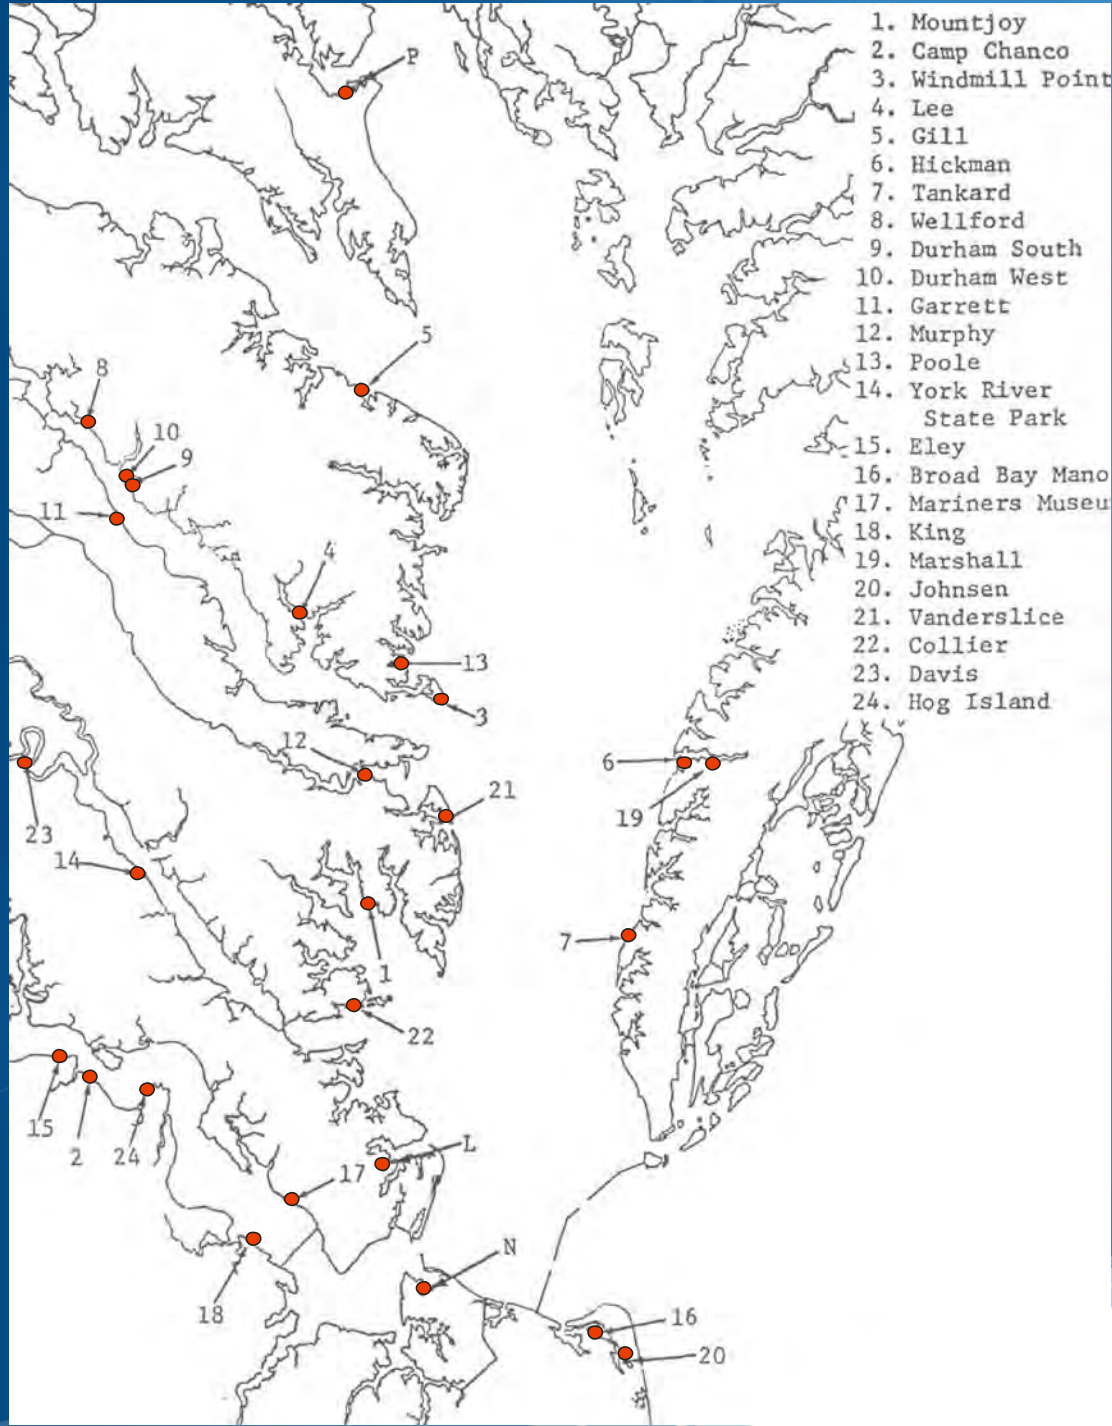 1. Mountjoy
2. Camp Chanco
3. Windmill Point
4. Lee
5. Gill
6. Hickman
7. Tankard
8. Wellford
9. Durham South
10. Durham West
11. Garrett
12. Murphy
13. Poole
14. York River
State Park
15. Eley
16. Broad Bay Mano
17. Mariners Museu
18. King
19. Marshall
20. Johnsen
21. Vanderslice
22. Collier
23. Davis
24. Hog Island
P
5
8
10
9
11
4
13
3
12
6
21
19
23
14
7
1
22
15
2
24
L
17
N
18
16
20